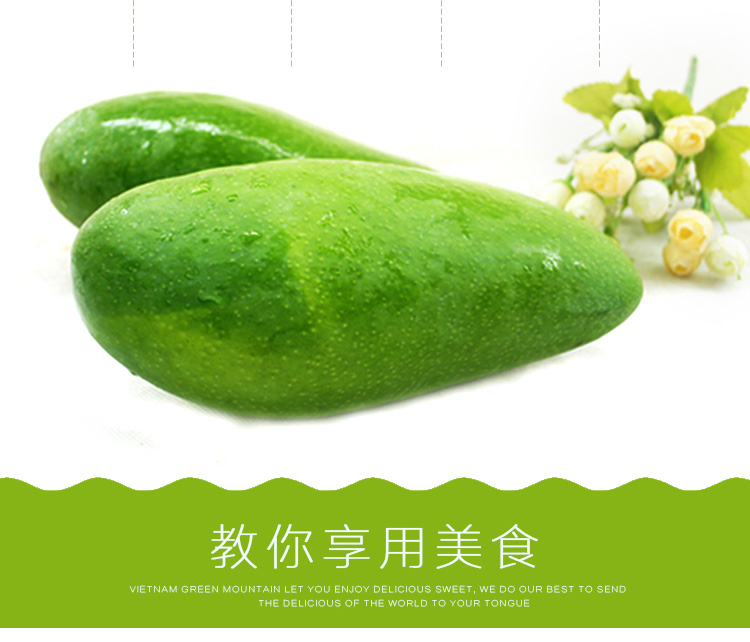 教你享用美食
VIETNAM GREEN MOUNTAIN LET YOU ENJOY DELICIOUS SWEET, WE DO OUR BEST TO SEND
THE DELICIOUS OF THE WORLD TO YOUR TONGUE